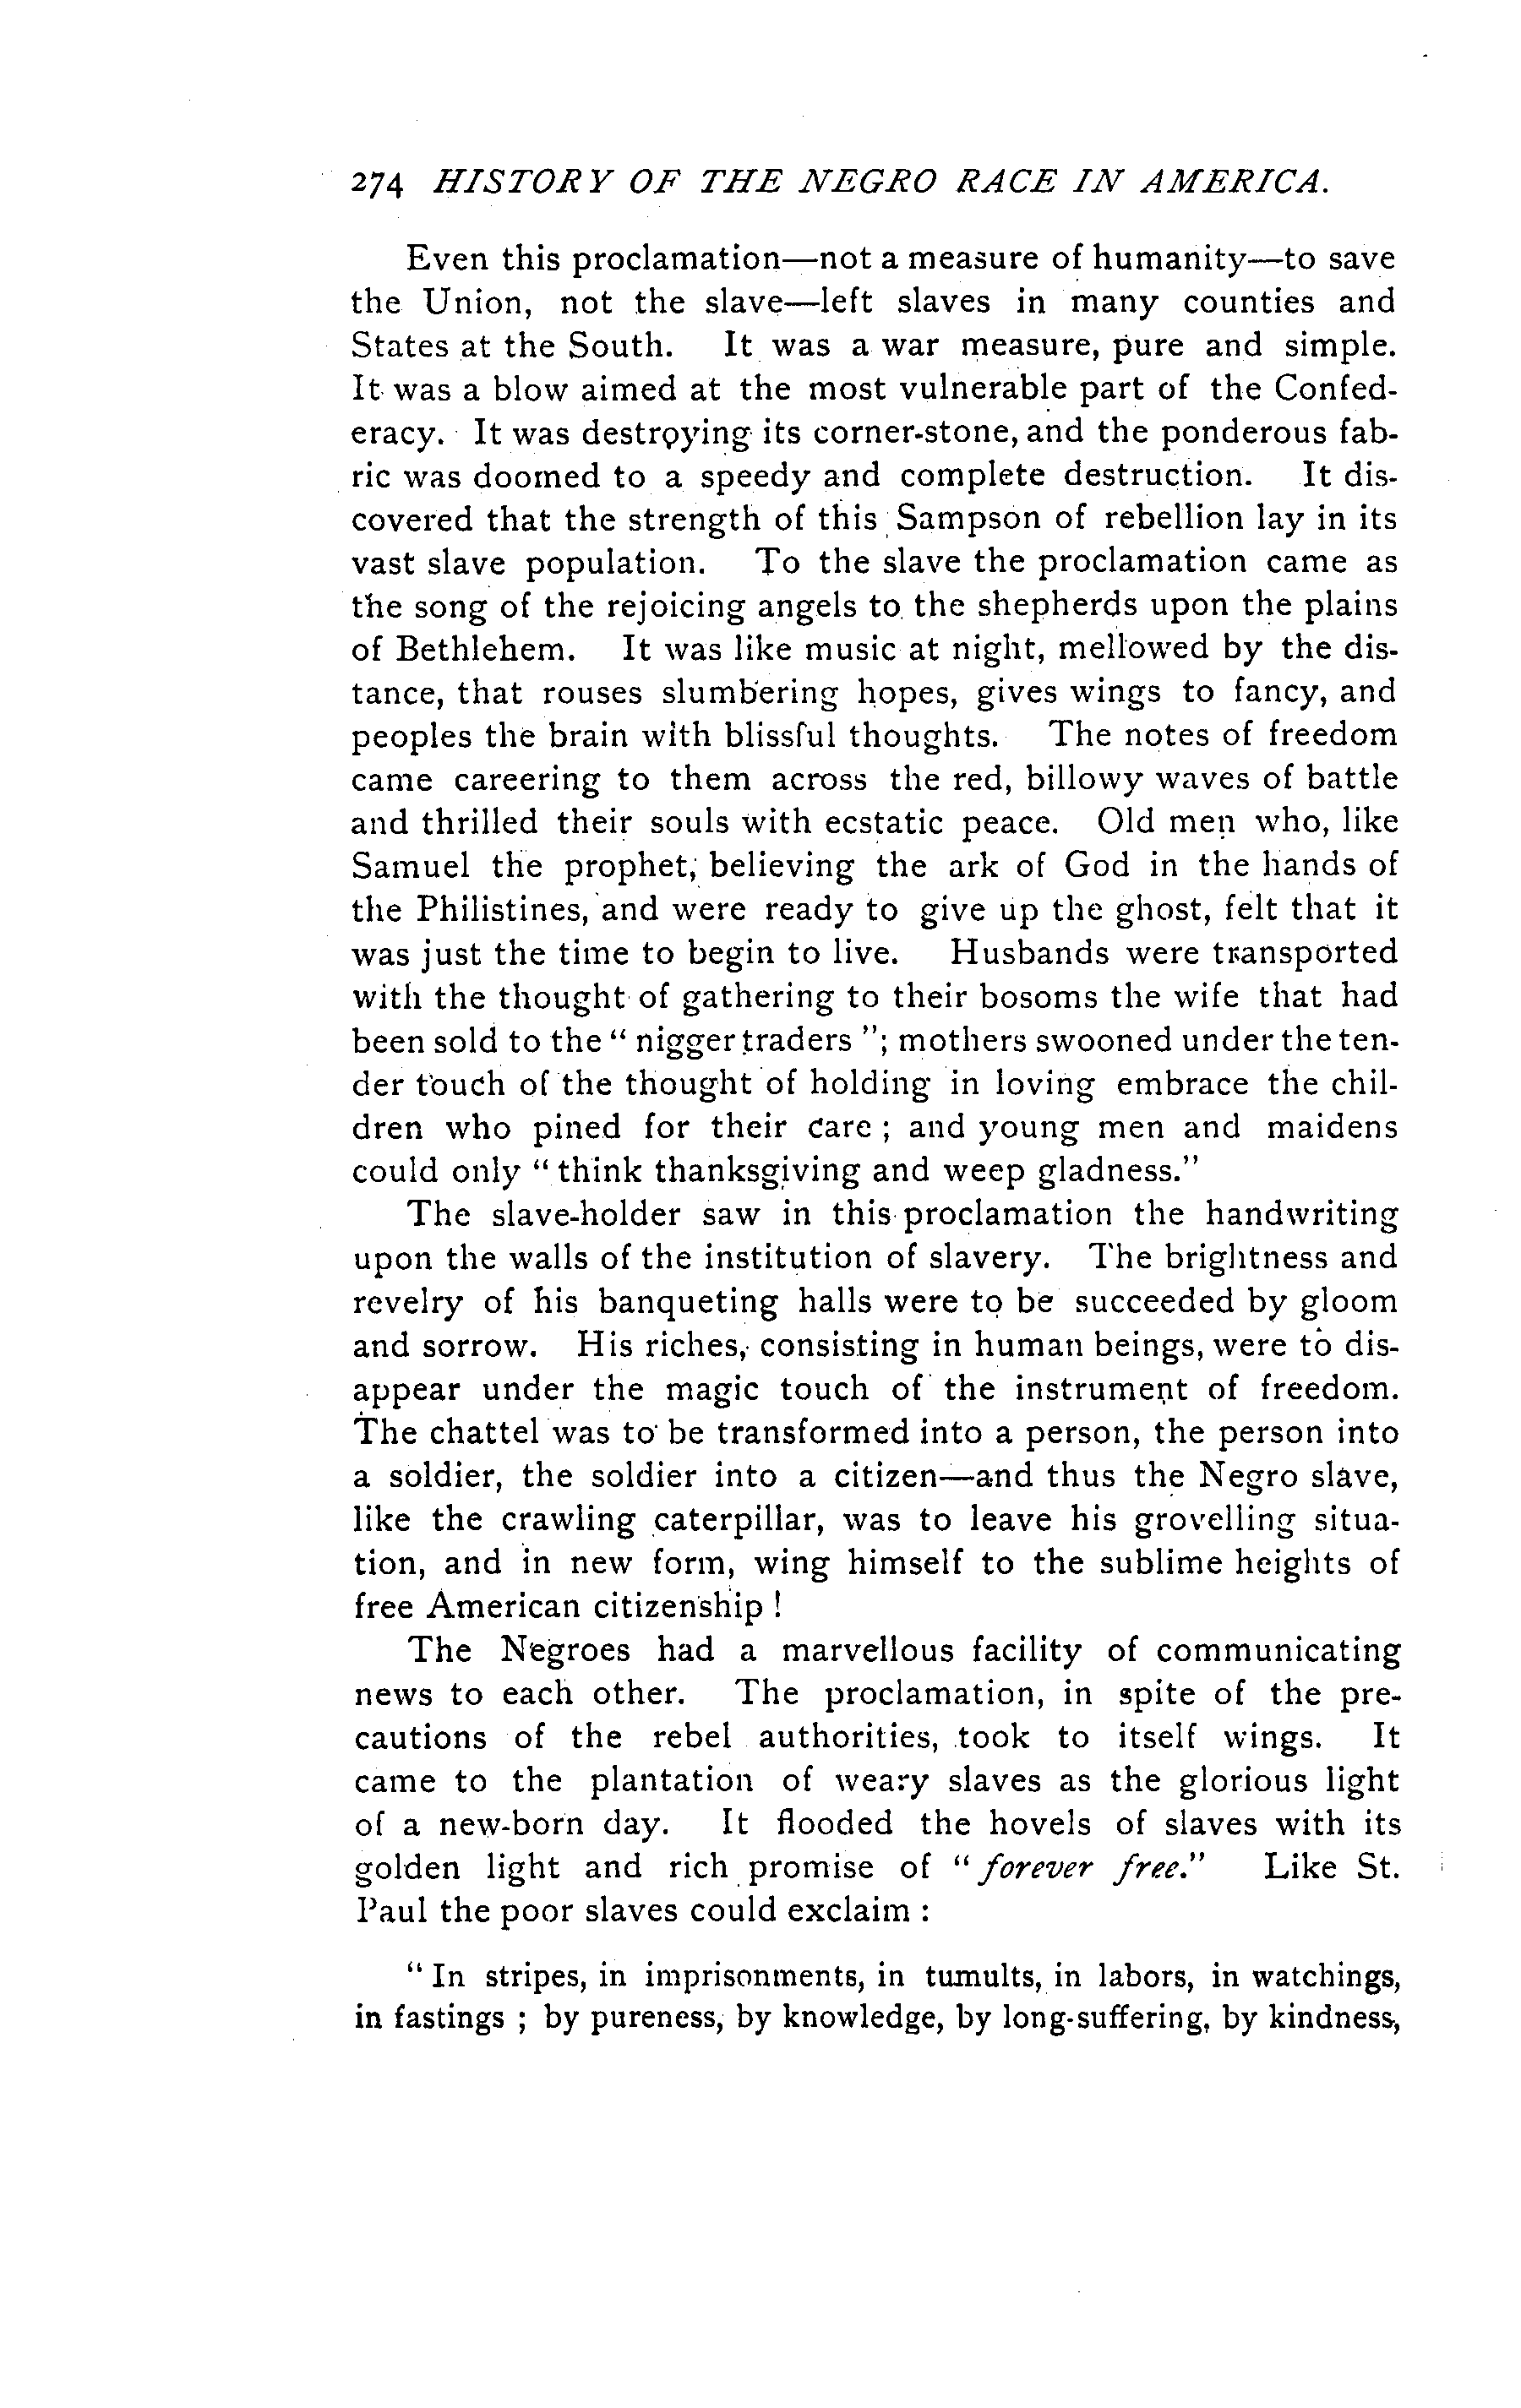 274 HISTORY OF THE NEGRO RACE IN AMERICA.
Even this proclamation—not a measure of humanity—to save
the Union, not the slave—left slaves in many counties and
States at the South. It was a war measure, pure and simple.
It was a blow aimed at the most vulnerable part of the Confed-
eracy. It was destroying its corner-stone, and the ponderous fab-
ric was doomed to a speedy and complete destruction. It dis-
covered that the strength of this Sampson of rebellion lay in its
vast slave population. To the slave the proclamation came as
the song of the rejoicing angels to the shepherds upon the plains
of Bethlehem. It was like music at night, mellowed by the dis-
tance, that rouses slumbering hopes, gives wings to fancy, and
peoples the brain with blissful thoughts. The notes of freedom
came careering to them across the red, billowy waves of battle
and thrilled their souls with ecstatic peace. Old men who, like
Samuel the prophet, believing the ark of God in the hands of
the Philistines, and were ready to give up the ghost, felt that it
was just the time to begin to live. Husbands were transported
with the thought of gathering to their bosoms the wife that had
been sold to the " nigger traders "; mothers swooned under the ten-
der touch of the thought of holding in loving embrace the chil-
dren who pined for their care ; and young men and maidens
could only " think thanksgiving and weep gladness."
The slave-holder saw in this proclamation the handwriting
upon the walls of the institution of slavery. The brightness and
revelry of his banqueting halls were to be succeeded by gloom
and sorrow. His riches, consisting in human beings, were to dis-
appear under the magic touch of the instrument of freedom.
The chattel was to be transformed into a person, the person into
a soldier, the soldier into a citizen—and thus the Negro slave,
like the crawling caterpillar, was to leave his grovelling situa-
tion, and in new form, wing himself to the sublime heights of
free American citizenship !
The Negroes had a marvellous facility of communicating
news to each other. The proclamation, in spite of the pre-
cautions of the rebel authorities, took to itself wings. It
came to the plantation of weary slaves as the glorious light
of a new-born day. It flooded the hovels of slaves with its
golden light and rich promise of " forever free." Like St.
Paul the poor slaves could exclaim :
" In stripes, in imprisonments, in tumults, in labors, in watchings,
in fastings ; by pureness, by knowledge, by long-suffering, by kindness,